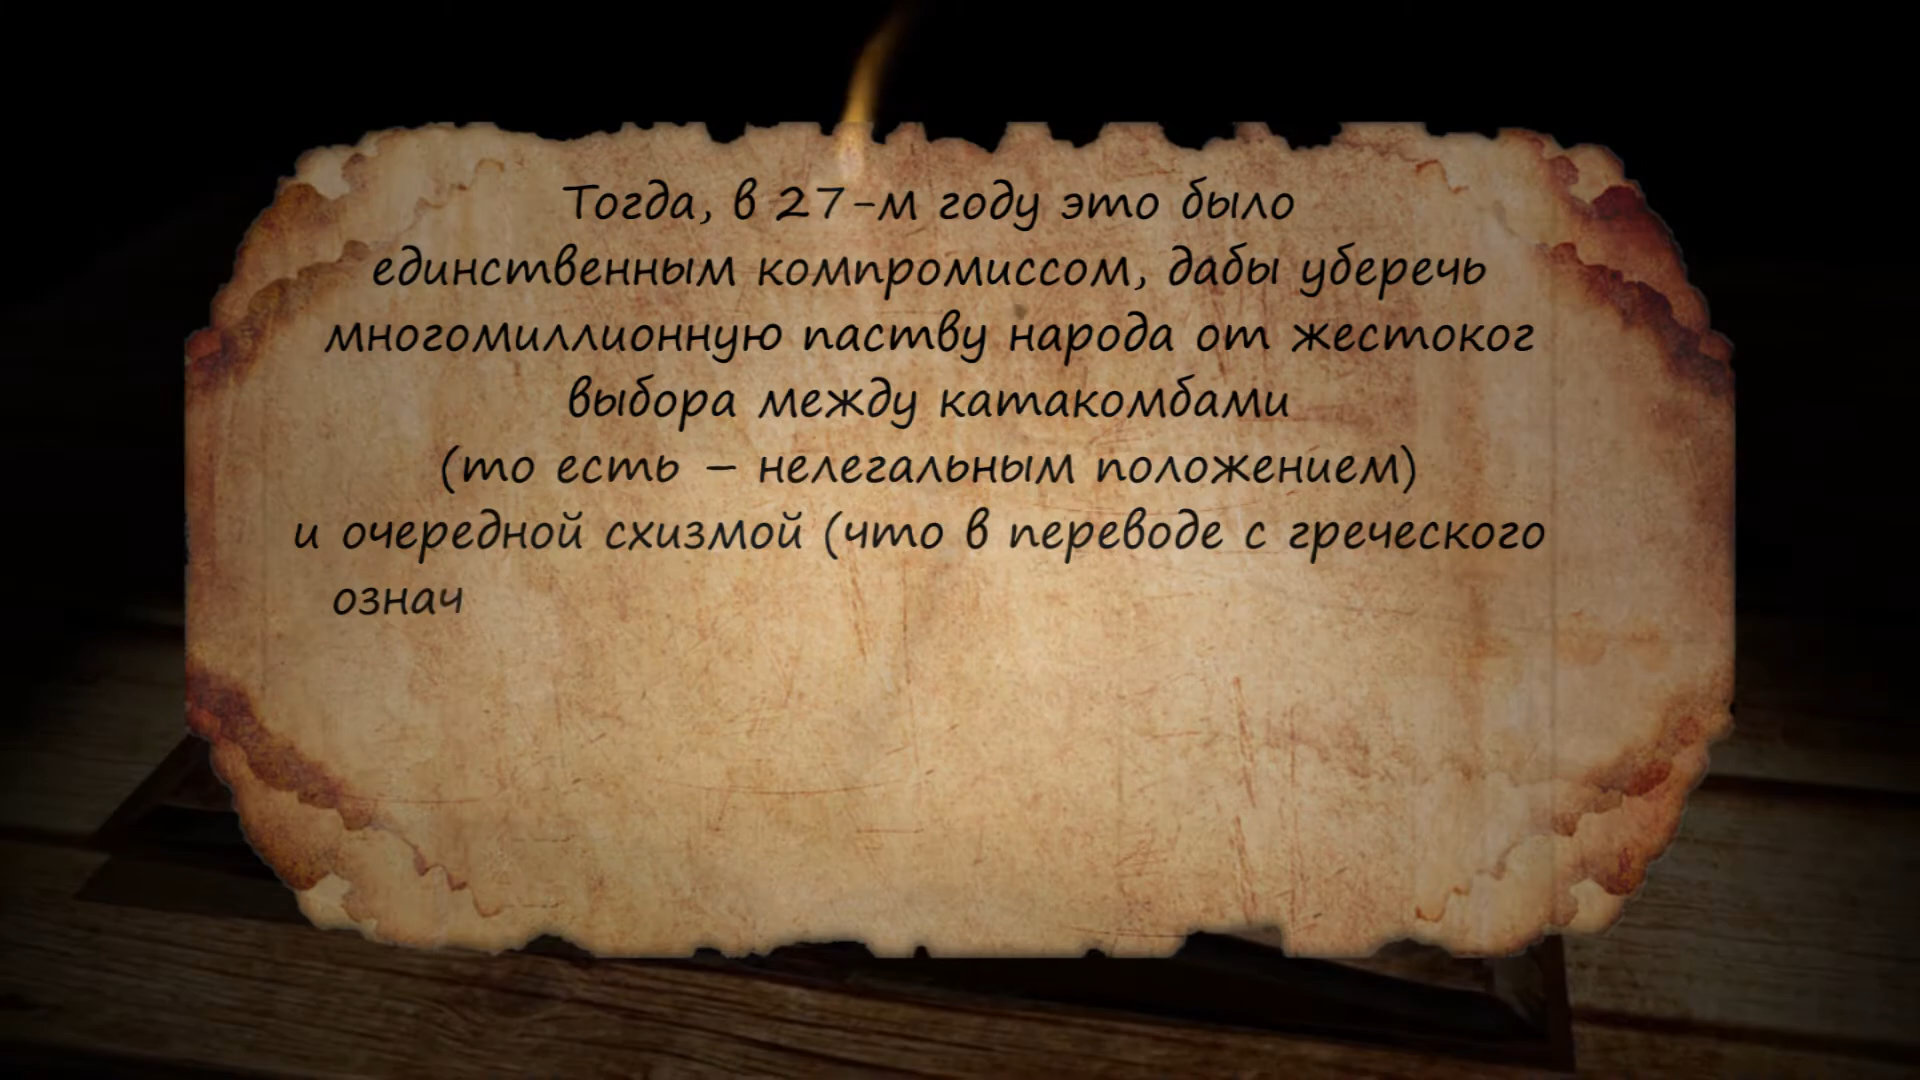 Тогда, в 27-м году это было
единственным компромиссом, дабы уберечь
многомиллионную паству народа от жестоког
выбора между катакомбами
(то есть – нелегальным положением)
и очередной схизмой (что в переводе с греческого
означ